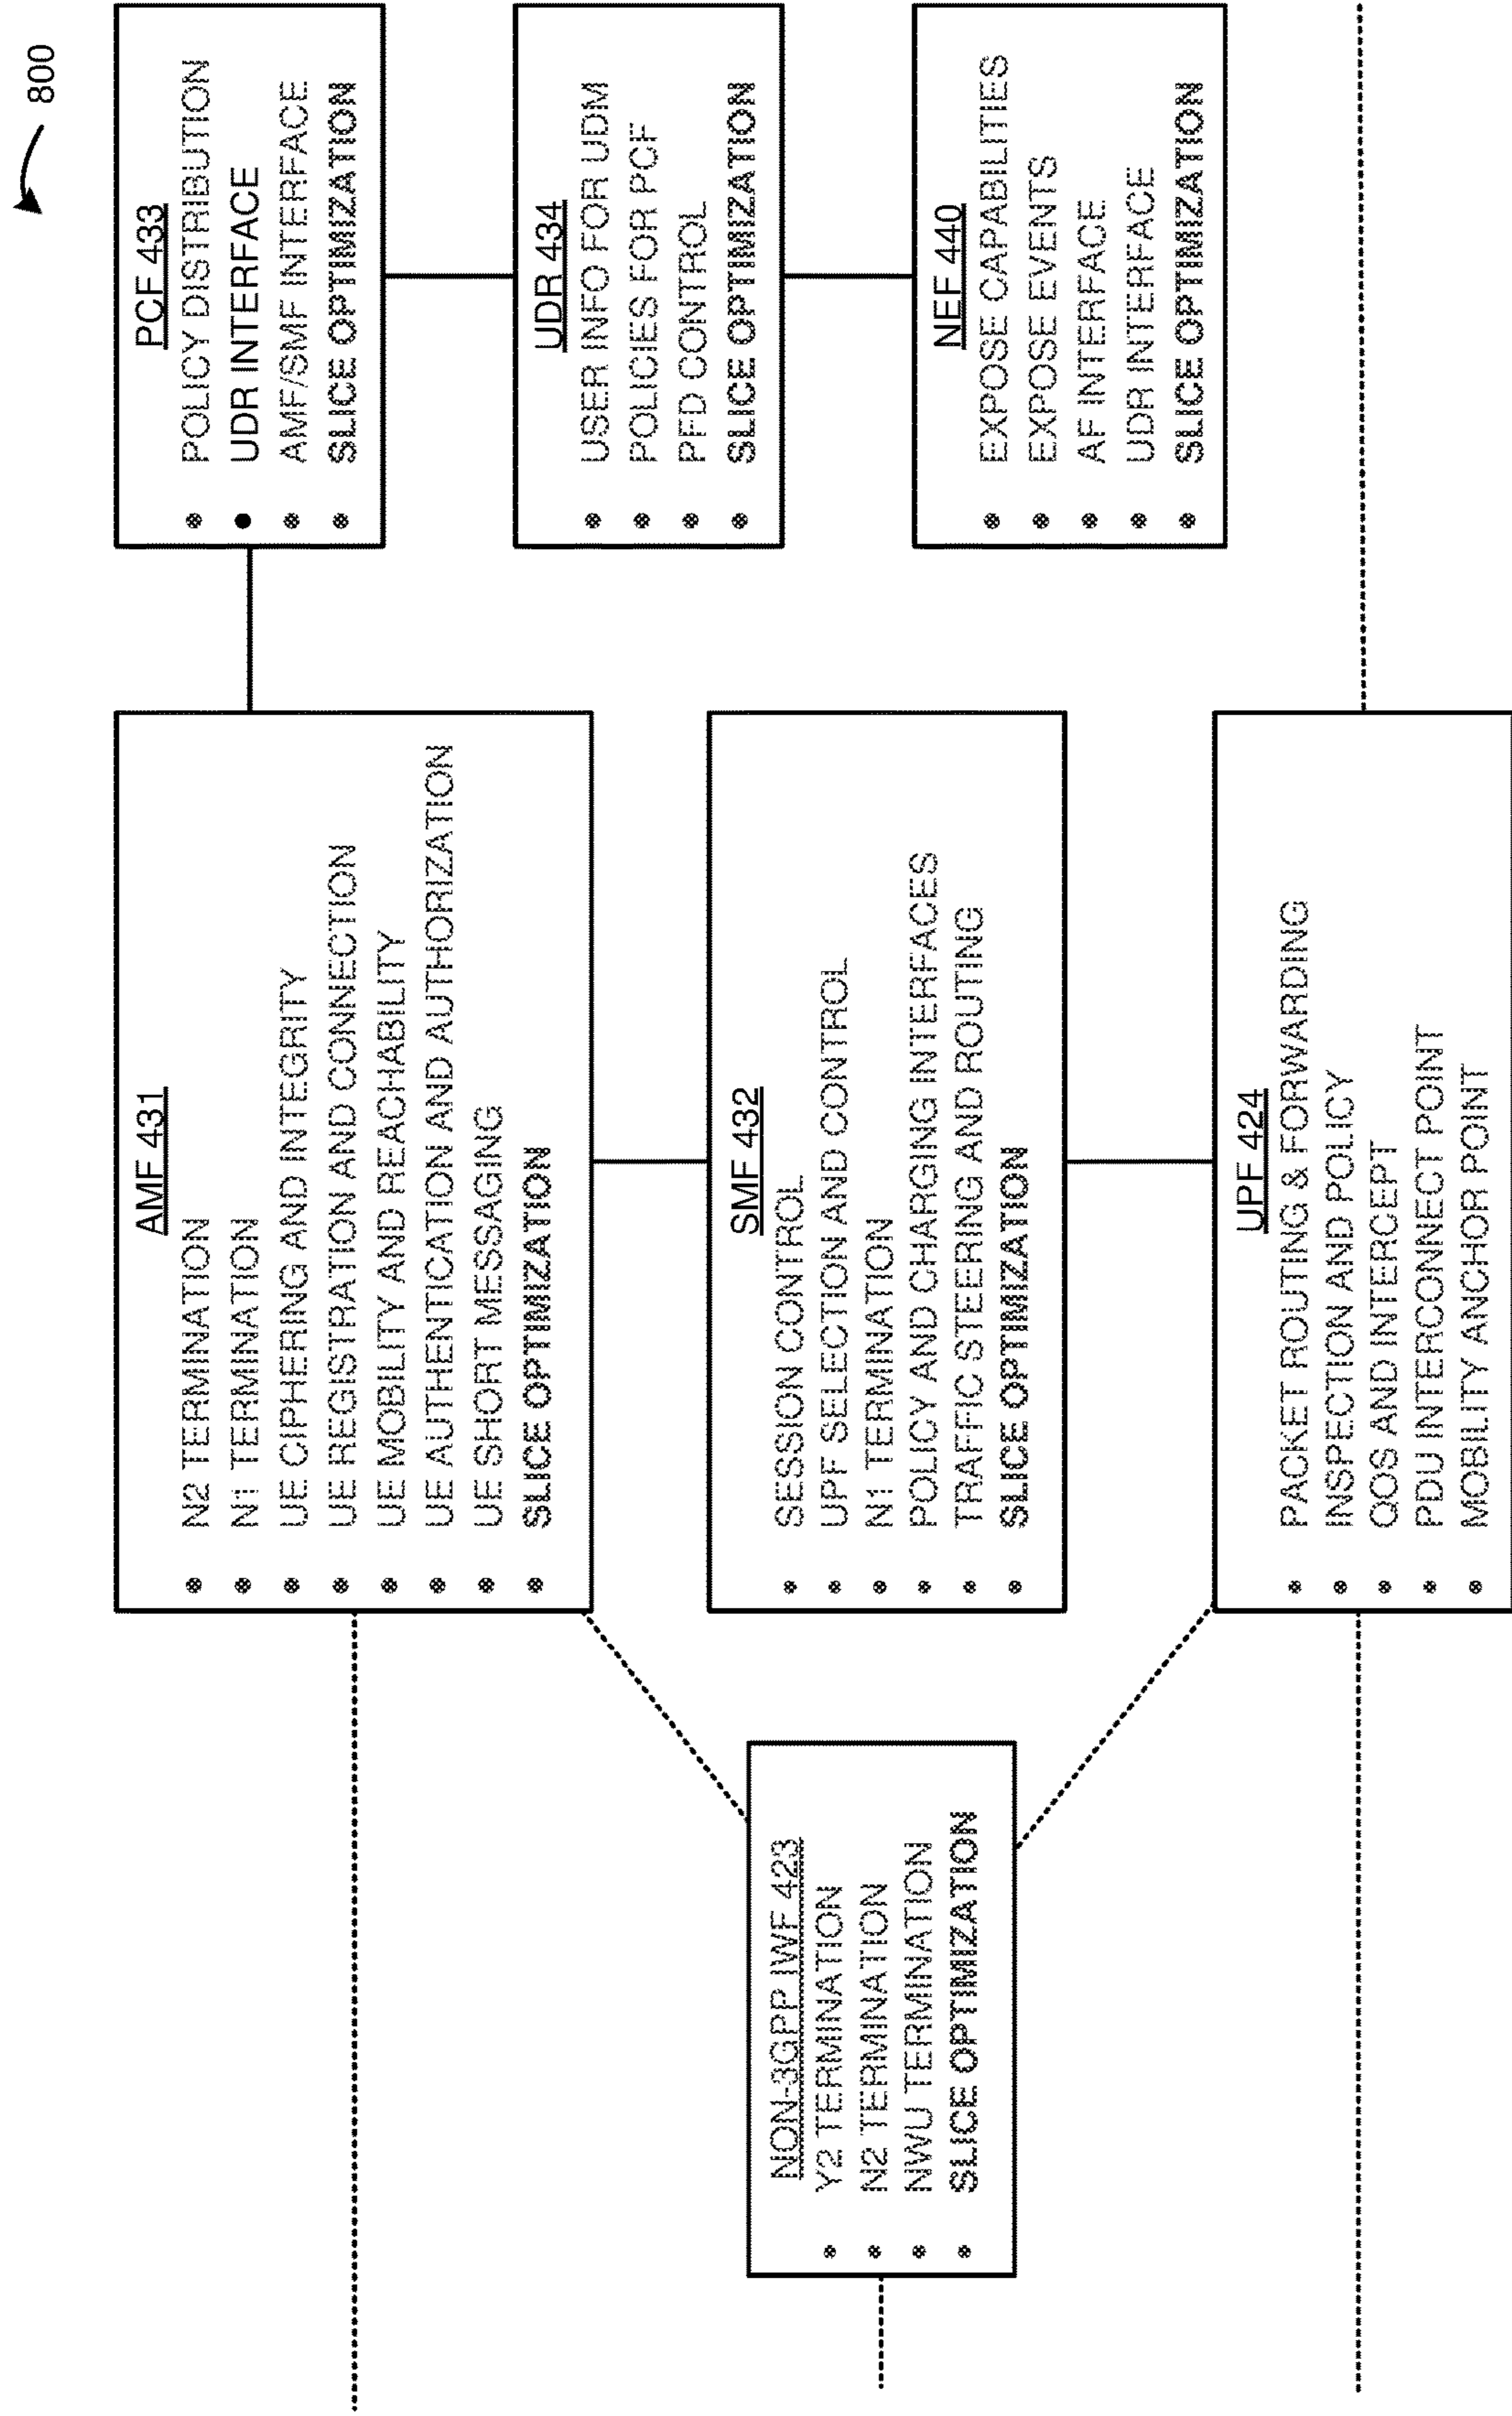 800
AMF 431
• N2 TERMINATION
• N1 TERMINATION
• UE CIPHERING AND INTEGRITY
• UE REGISTRATION AND CONNECTION
• UE MOBILITY AND REACHABILITY
• UE AUTHENTICATION AND AUTHORIZATION
• UE SHORT MESSAGING
• SLICE OPTIMIZATION
PCF 433
• POLICY DISTRIBUTION
• UDR INTERFACE
• AMF/SMF INTERFACE
• SLICE OPTIMIZATION
UDR 434
• USER INFO FOR UDM
• POLICIES FOR PCF
• PFD CONTROL
• SLICE OPTIMIZATION
SMF 432
• SESSION CONTROL
• UPF SELECTION AND CONTROL
• N1 TERMINATION
• POLICY AND CHARGING INTERFACES
• TRAFFIC STEERING AND ROUTING
• SLICE OPTIMIZATION
NON-3GPP IWF 423
• Y2 TERMINATION
• N2 TERMINATION
• NWU TERMINATION
• SLICE OPTIMIZATION
NEF 440
• EXPOSE CAPABILITIES
• EXPOSE EVENTS
• AF INTERFACE
• UDR INTERFACE
• SLICE OPTIMIZATION
UPF 424
• PACKET ROUTING & FORWARDING
• INSPECTION AND POLICY
• QOS AND INTERCEPT
• PDU INTERCONNECT POINT
• MOBILITY ANCHOR POINT